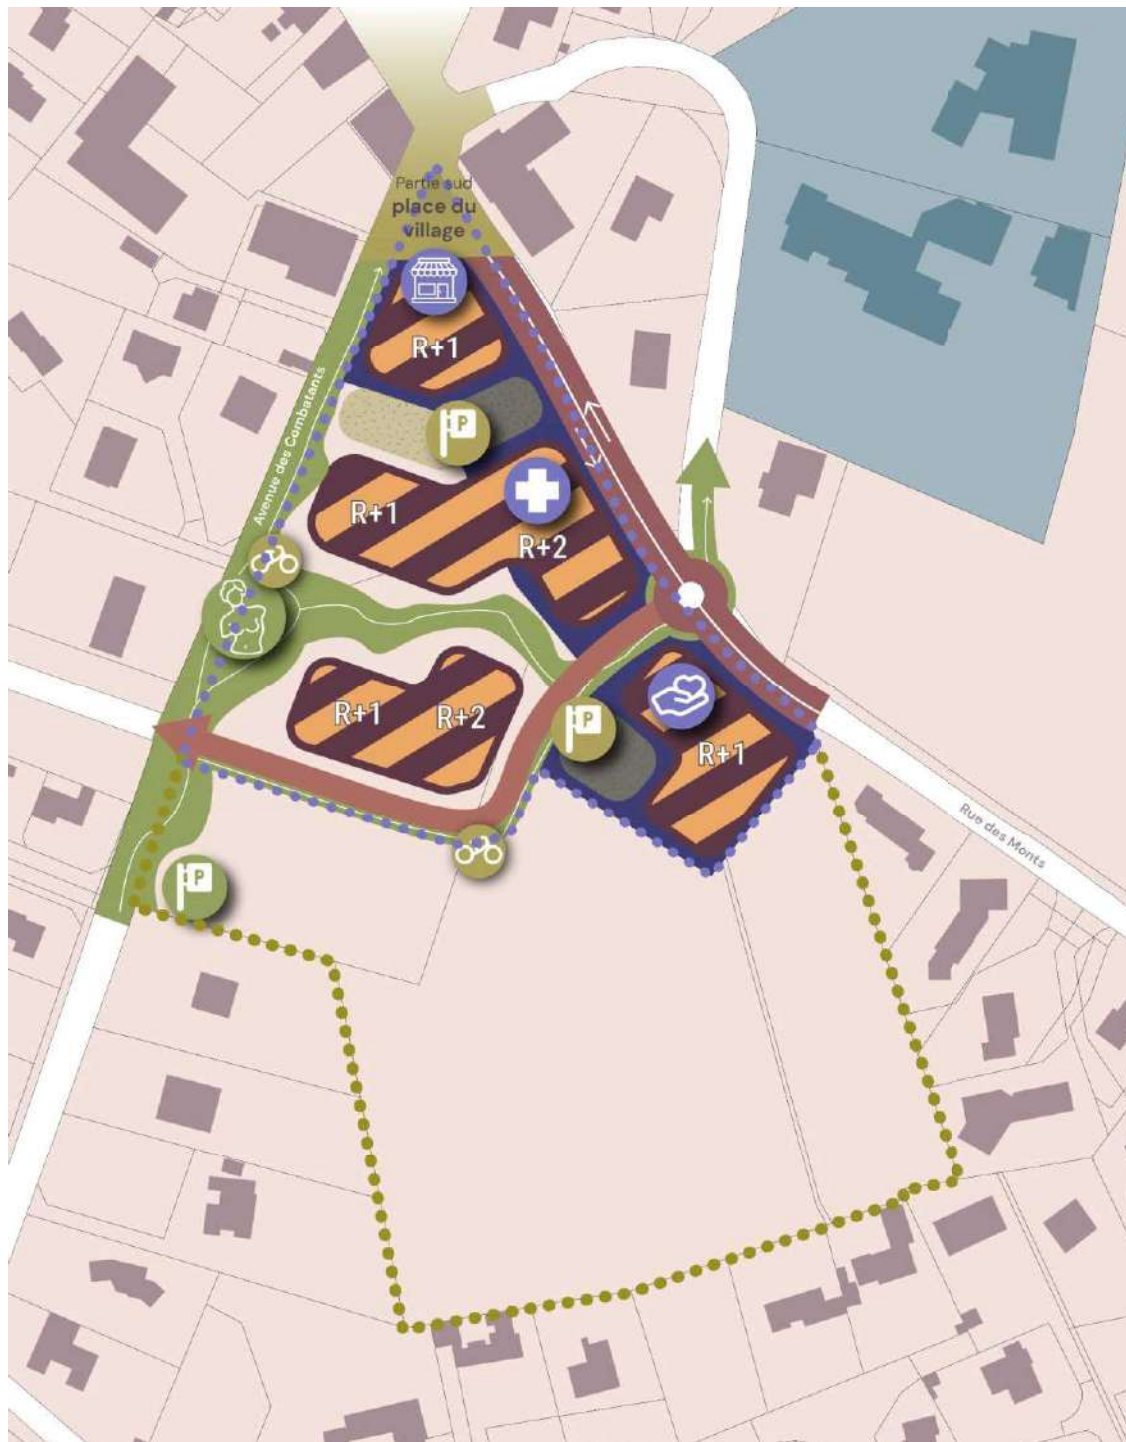 Partie sud
place du
village
R+1
Avenue des Combatants
P
R+1
R+2
R+1
R+2
P
R+1
Rue des Monts
P